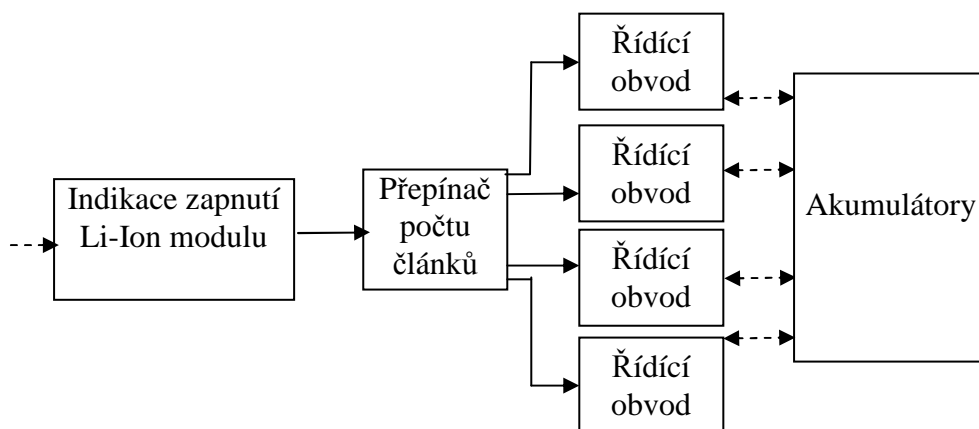 Indikace zapnutí
Li-Ion modulu
Přepínač
počtu
článků
Řídící
obvod
Řídící
obvod
Řídící
obvod
Řídící
obvod
Akumulátory